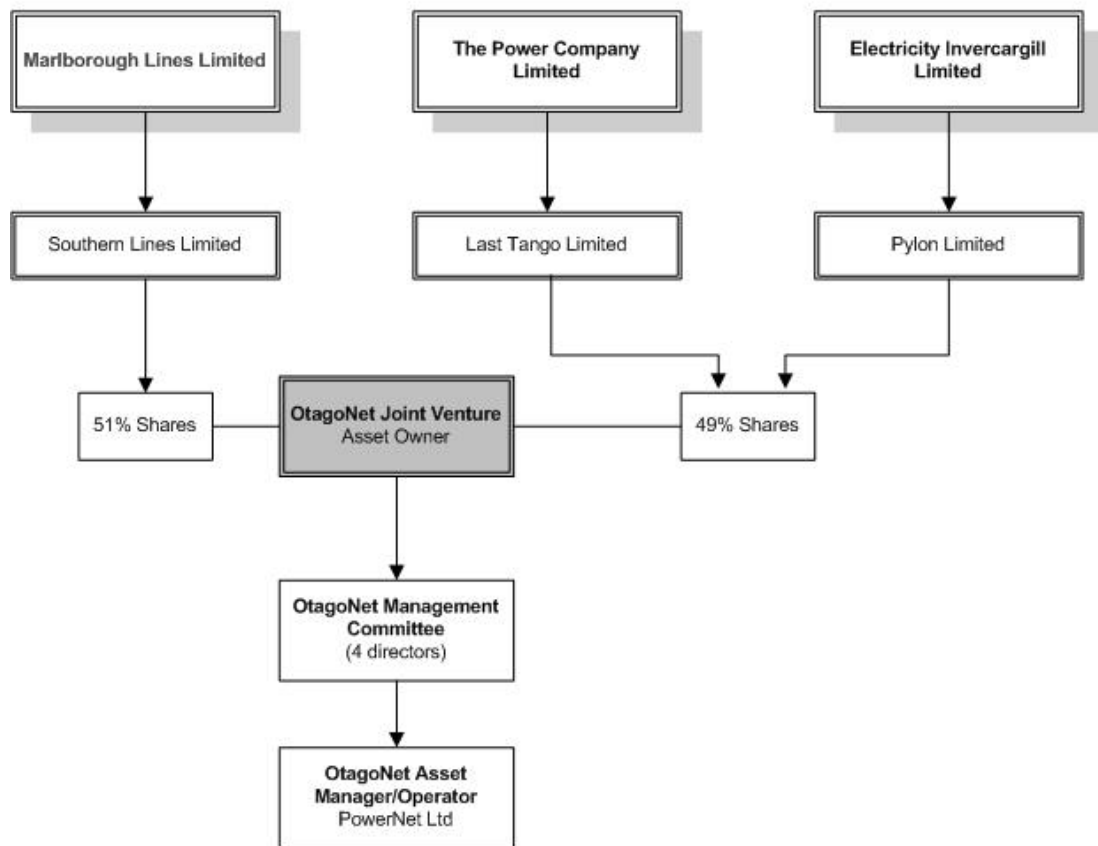 Marlborough Lines Limited
The Power Company
Limited
Electricity Invercargill
Limited
Southern Lines Limited
Last Tango Limited
Pylon Limited
51% Shares
OtagoNet Joint Venture
Asset Owner
49% Shares
OtagoNet Management
Committee
(4 directors)
OtagoNet Asset
Manager/Operator
PowerNet Ltd